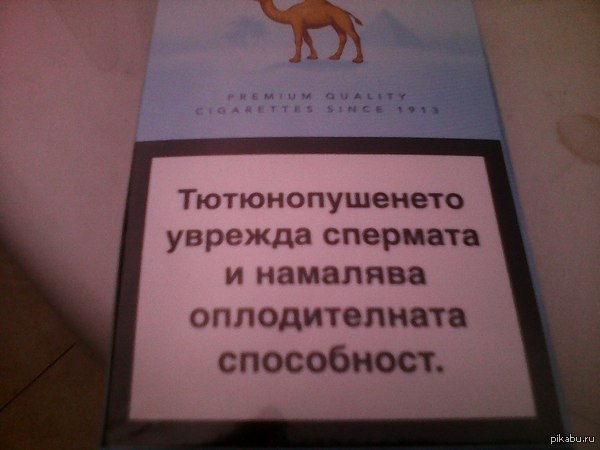 PREMIUM QUALITY
CIGARETTES SINCE 1913
Тютюнопушенето
уврежда спермата
и намалява
оплодителната
способност.
pikabu.ru